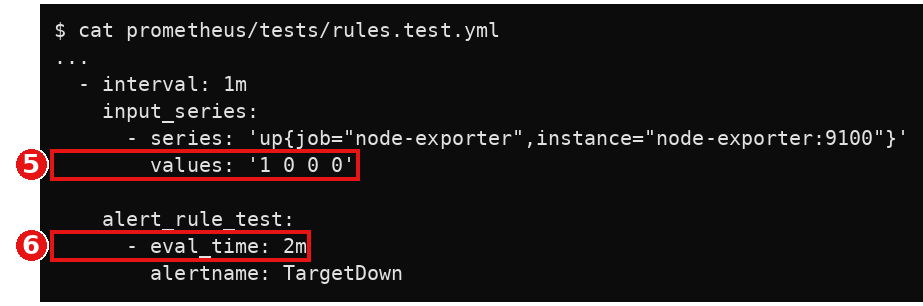 $ cat prometheus/tests/rules.test.yml
...
  - interval: 1m
    input_series:
      - series: 'up{job="node-exporter",instance="node-exporter:9100"}'
5       values: '1 0 0 0'
    alert_rule_test:
6     - eval_time: 2m
        alertname: TargetDown